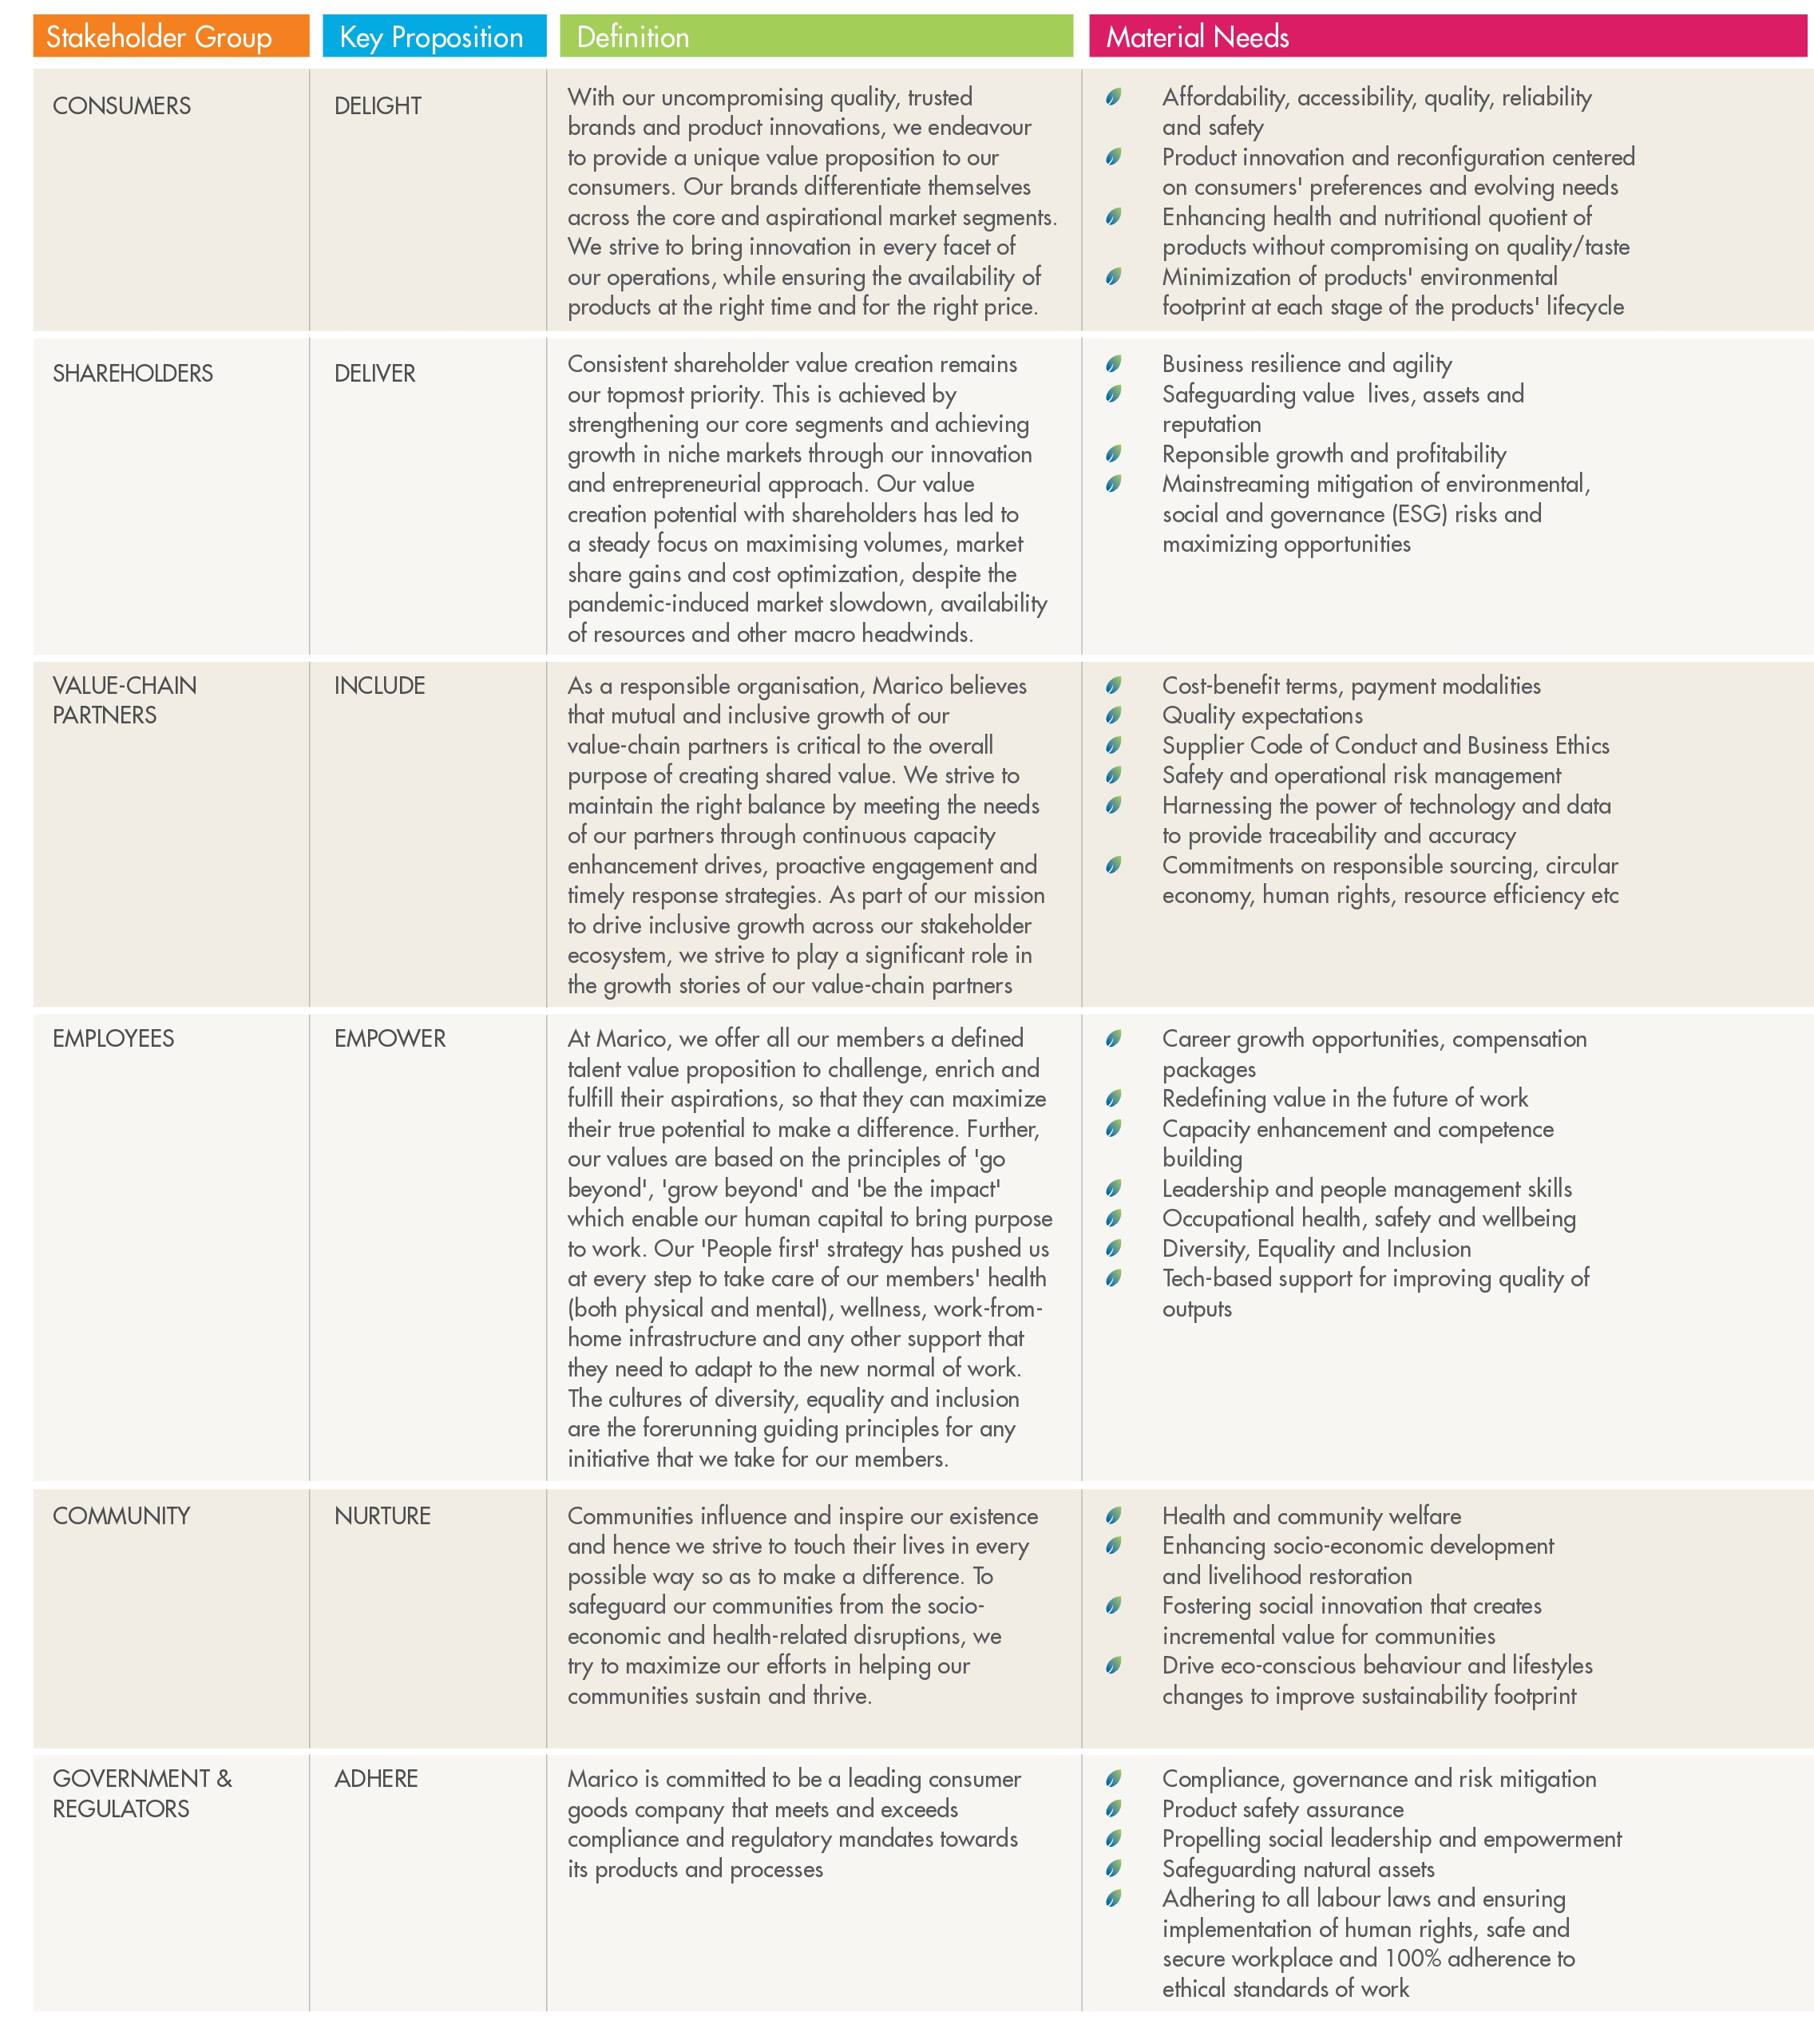 Stakeholder Group
Key Proposition
Definition
Material Needs
CONSUMERS
DELIGHT
With our uncompromising quality, trusted
brands and product innovations, we endeavour
to provide a unique value proposition to our
consumers. Our brands differentiate themselves
across the core and aspirational market segments.
We strive to bring innovation in every facet of
our operations, while ensuring the availability of
products at the right time and for the right price.
Affordability, accessibility, quality, reliability
and safety
Product innovation and reconfiguration centered
on consumers' preferences and evolving needs
Enhancing health and nutritional quotient of
products without compromising on quality/taste
Minimization of products' environmental
footprint at each stage of the products' lifecycle
SHAREHOLDERS
DELIVER
Consistent shareholder value creation remains
our topmost priority. This is achieved by
strengthening our core segments and achieving
growth in niche markets through our innovation
and entrepreneurial approach. Our value
creation potential with shareholders has led to
a steady focus on maximising volumes, market
share gains and cost optimization, despite the
pandemic-induced market slowdown, availability
of resources and other macro headwinds.
Business resilience and agility
Safeguarding value  lives, assets and
reputation
Reponsible growth and profitability
Mainstreaming mitigation of environmental,
social and governance (ESG) risks and
maximizing opportunities
VALUE-CHAIN
PARTNERS
INCLUDE
As a responsible organisation, Marico believes
that mutual and inclusive growth of our
value-chain partners is critical to the overall
purpose of creating shared value. We strive to
maintain the right balance by meeting the needs
of our partners through continuous capacity
enhancement drives, proactive engagement and
timely response strategies. As part of our mission
to drive inclusive growth across our stakeholder
ecosystem, we strive to play a significant role in
the growth stories of our value-chain partners
Cost-benefit terms, payment modalities
Quality expectations
Supplier Code of Conduct and Business Ethics
Safety and operational risk management
Harnessing the power of technology and data
to provide traceability and accuracy
Commitments on responsible sourcing, circular
economy, human rights, resource efficiency etc
EMPLOYEES
EMPOWER
At Marico, we offer all our members a defined
talent value proposition to challenge, enrich and
fulfill their aspirations, so that they can maximize
their true potential to make a difference. Further,
our values are based on the principles of 'go
beyond', 'grow beyond' and 'be the impact'
which enable our human capital to bring purpose
to work. Our 'People first' strategy has pushed us
at every step to take care of our members' health
(both physical and mental), wellness, work-from-
home infrastructure and any other support that
they need to adapt to the new normal of work.
The cultures of diversity, equality and inclusion
are the forerunning guiding principles for any
initiative that we take for our members.
Career growth opportunities, compensation
packages
Redefining value in the future of work
Capacity enhancement and competence
building
Leadership and people management skills
Occupational health, safety and wellbeing
Diversity, Equality and Inclusion
Tech-based support for improving quality of
outputs
COMMUNITY
NURTURE
Communities influence and inspire our existence
and hence we strive to touch their lives in every
possible way so as to make a difference. To
safeguard our communities from the socio-
economic and health-related disruptions, we
try to maximize our efforts in helping our
communities sustain and thrive.
Health and community welfare
Enhancing socio-economic development
and livelihood restoration
Fostering social innovation that creates
incremental value for communities
Drive eco-conscious behaviour and lifestyles
changes to improve sustainability footprint
GOVERNMENT &
REGULATORS
ADHERE
Marico is committed to be a leading consumer
goods company that meets and exceeds
compliance and regulatory mandates towards
its products and processes
Compliance, governance and risk mitigation
Product safety assurance
Propelling social leadership and empowerment
Safeguarding natural assets
Adhering to all labour laws and ensuring
implementation of human rights, safe and
secure workplace and 100% adherence to
ethical standards of work